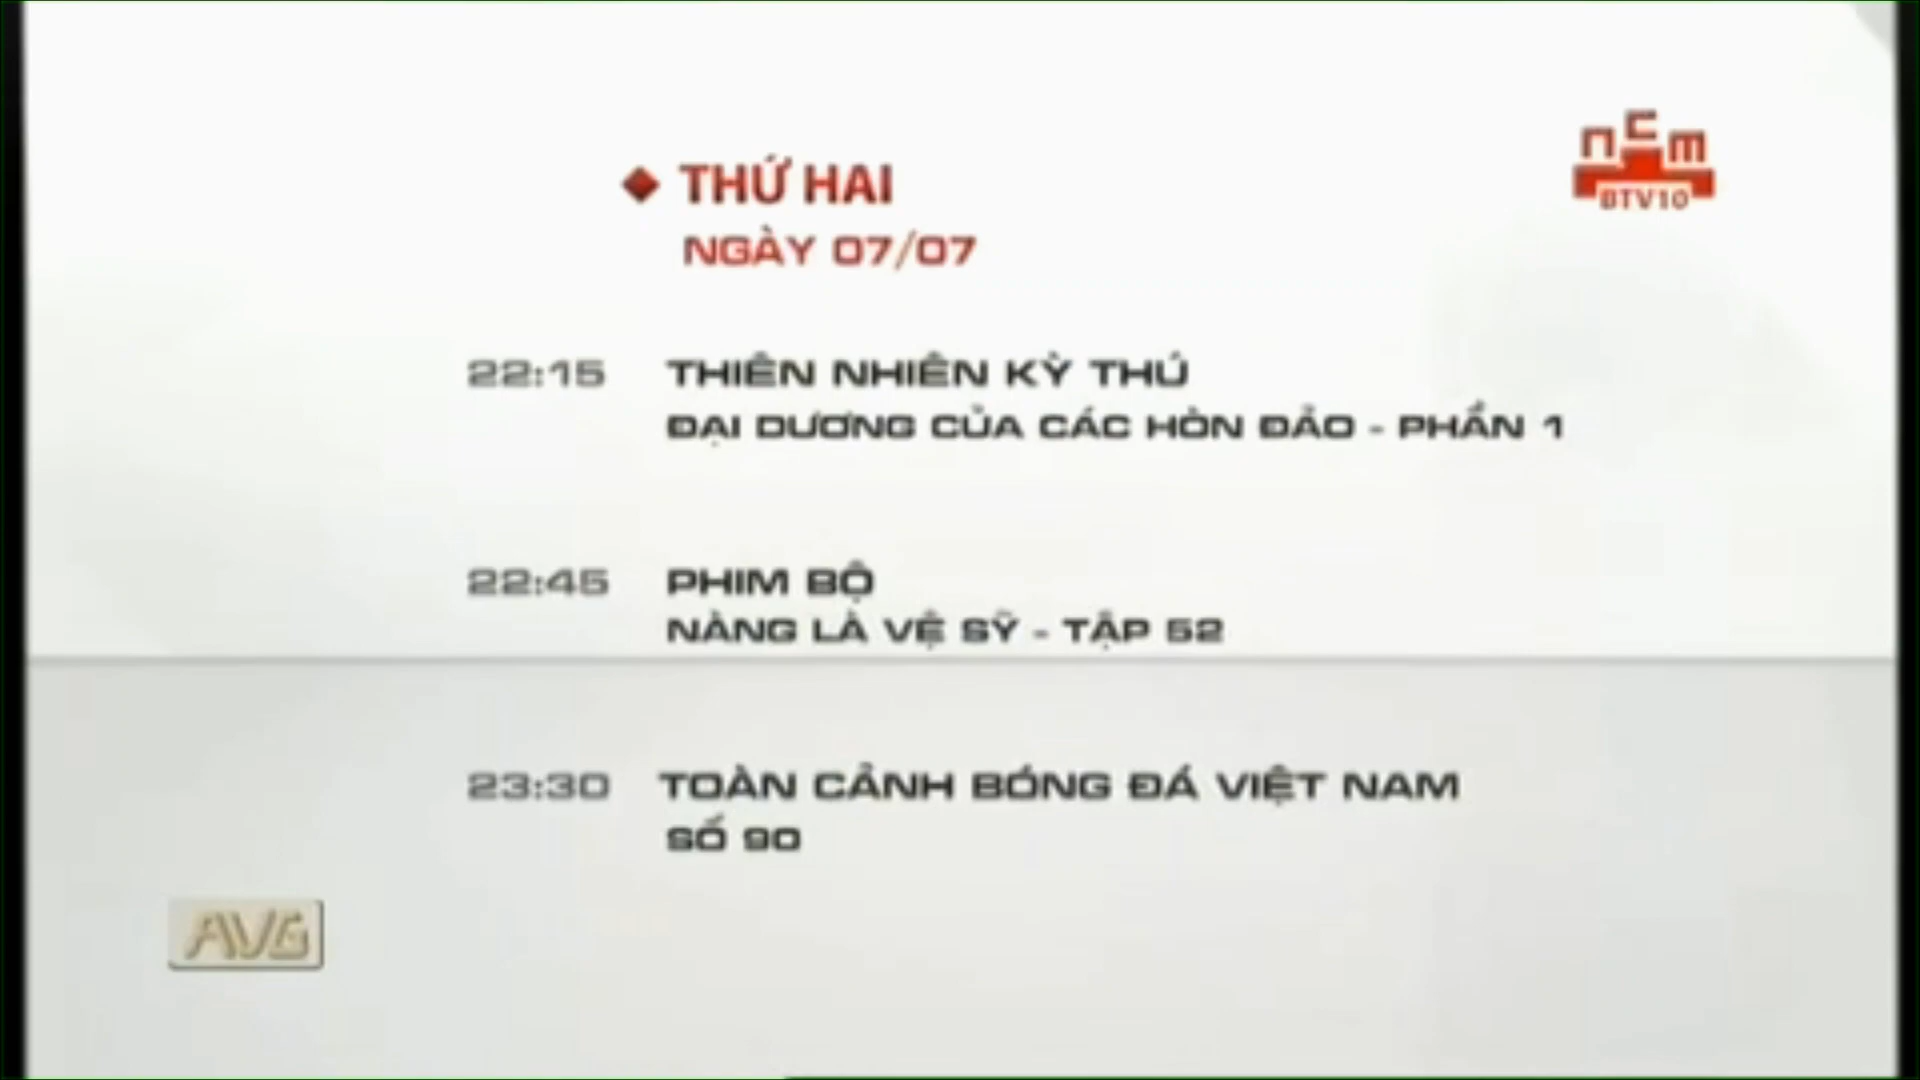 ncm
BTV10
THỨ HAI
NGÀY 07/07
22:15 THIÊN NHIÊN KỲ THÚ
ĐẠI DƯƠNG CỦA CÁC HÒN ĐẢO - PHẦN 1
22:45 PHIM BỘ
NÀNG LÀ VỆ SỸ - TẬP 52
23:30 TOÀN CẢNH BÓNG ĐÁ VIỆT NAM
SỐ 90
AVG